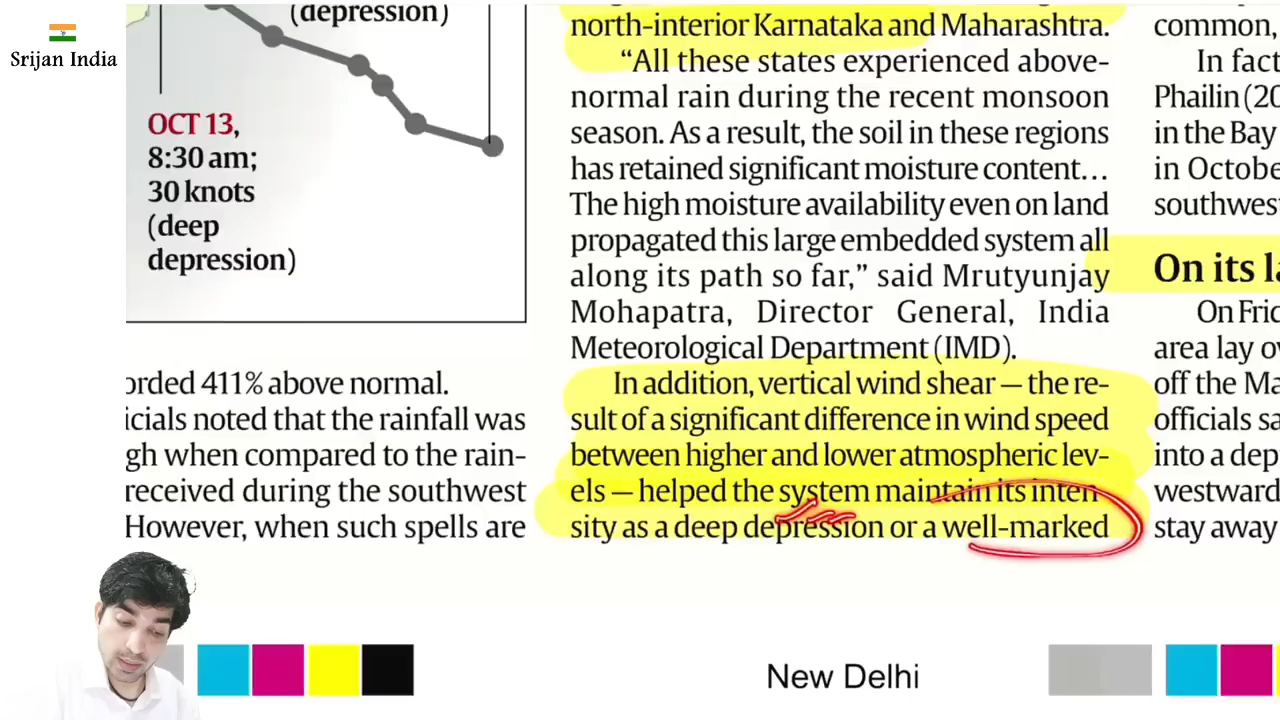 Srijan India
(depression)
OCT 13,
8:30 am;
30 knots
(deep
depression)
orded 411% above normal.
icials noted that the rainfall was
gh when compared to the rain-
received during the southwest
However, when such spells are
north-interior Karnataka and Maharashtra.
“All these states experienced above-
normal rain during the recent monsoon
season. As a result, the soil in these regions
has retained significant moisture content…
The high moisture availability even on land
propagated this large embedded system all
along its path so far,” said Mrutyunjay
Mohapatra, Director General, India
Meteorological Department (IMD).
In addition, vertical wind shear — the re-
sult of a significant difference in wind speed
between higher and lower atmospheric lev-
els — helped the system maintain its inten
sity as a deep depression or a well-marked
common,
In fact
Phailin (20
in the Bay
in Octobe
southwes
On its la
On Fric
area lay o
off the Ma
officials sa
into a dep
westward
stay away
New Delhi